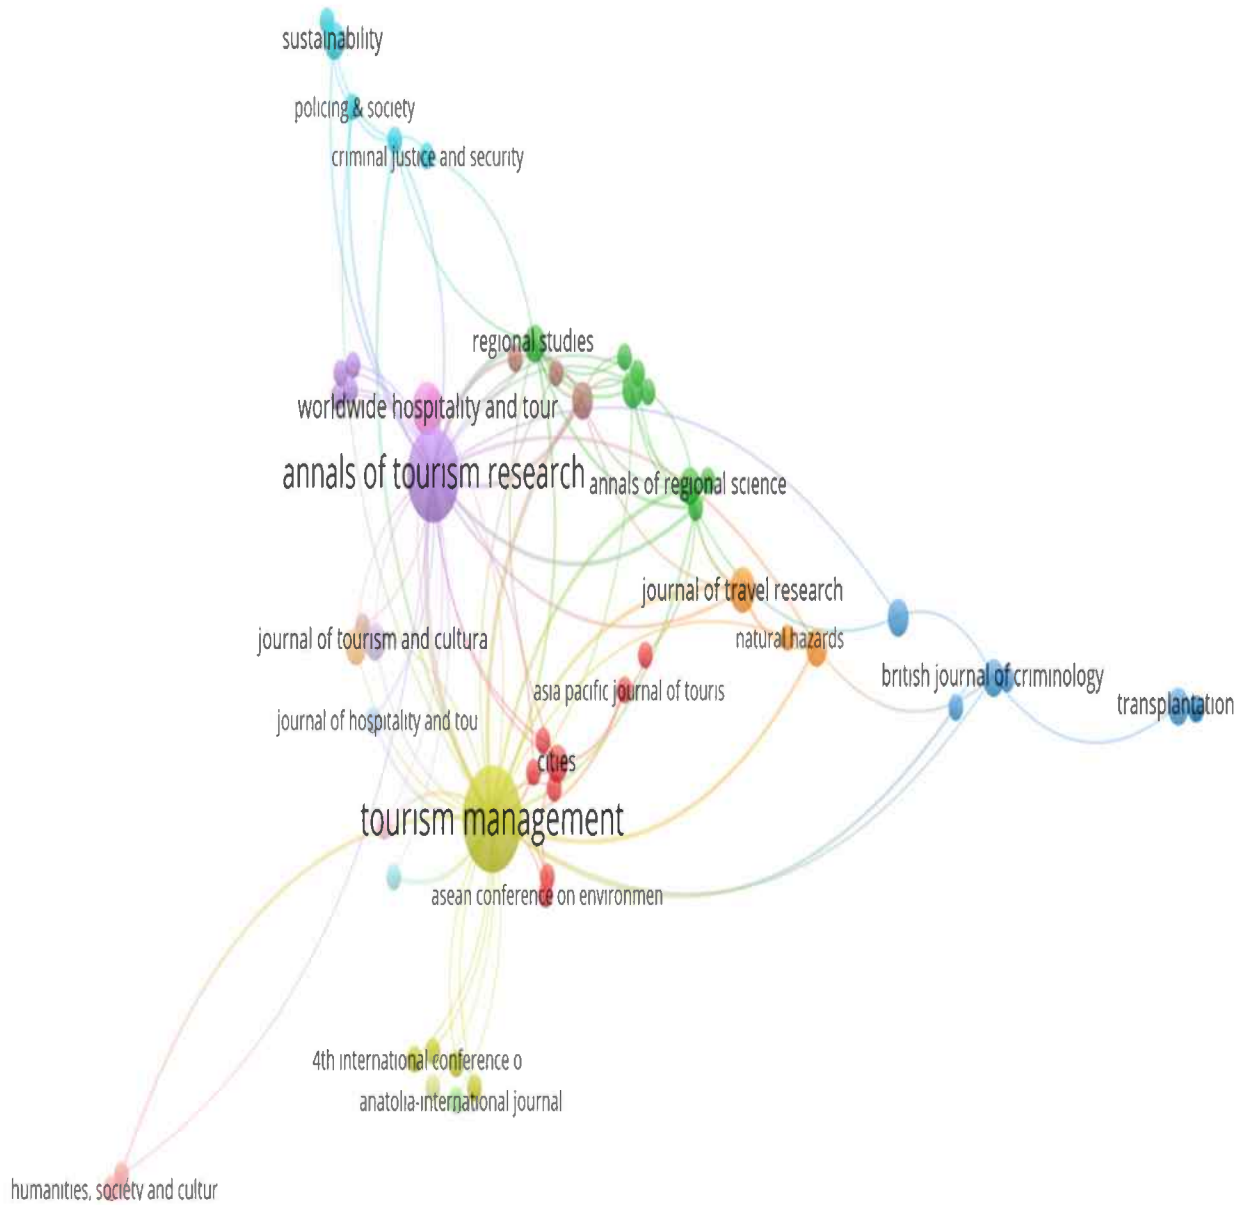 sustainability
policing & society
criminal justice and security
regional studies
worldwide hospitality and tour
annals of tourism research
annals of regional science
journal of travel research
journal of tourism and cultura
natural hazards
british journal of criminology
asia pacific journal of touris
transplantation
journal of hospitality and tou
cities
tourism management
asean conference on environmen
4th international conference o
anatolia-international journal
humanities, society and cultur